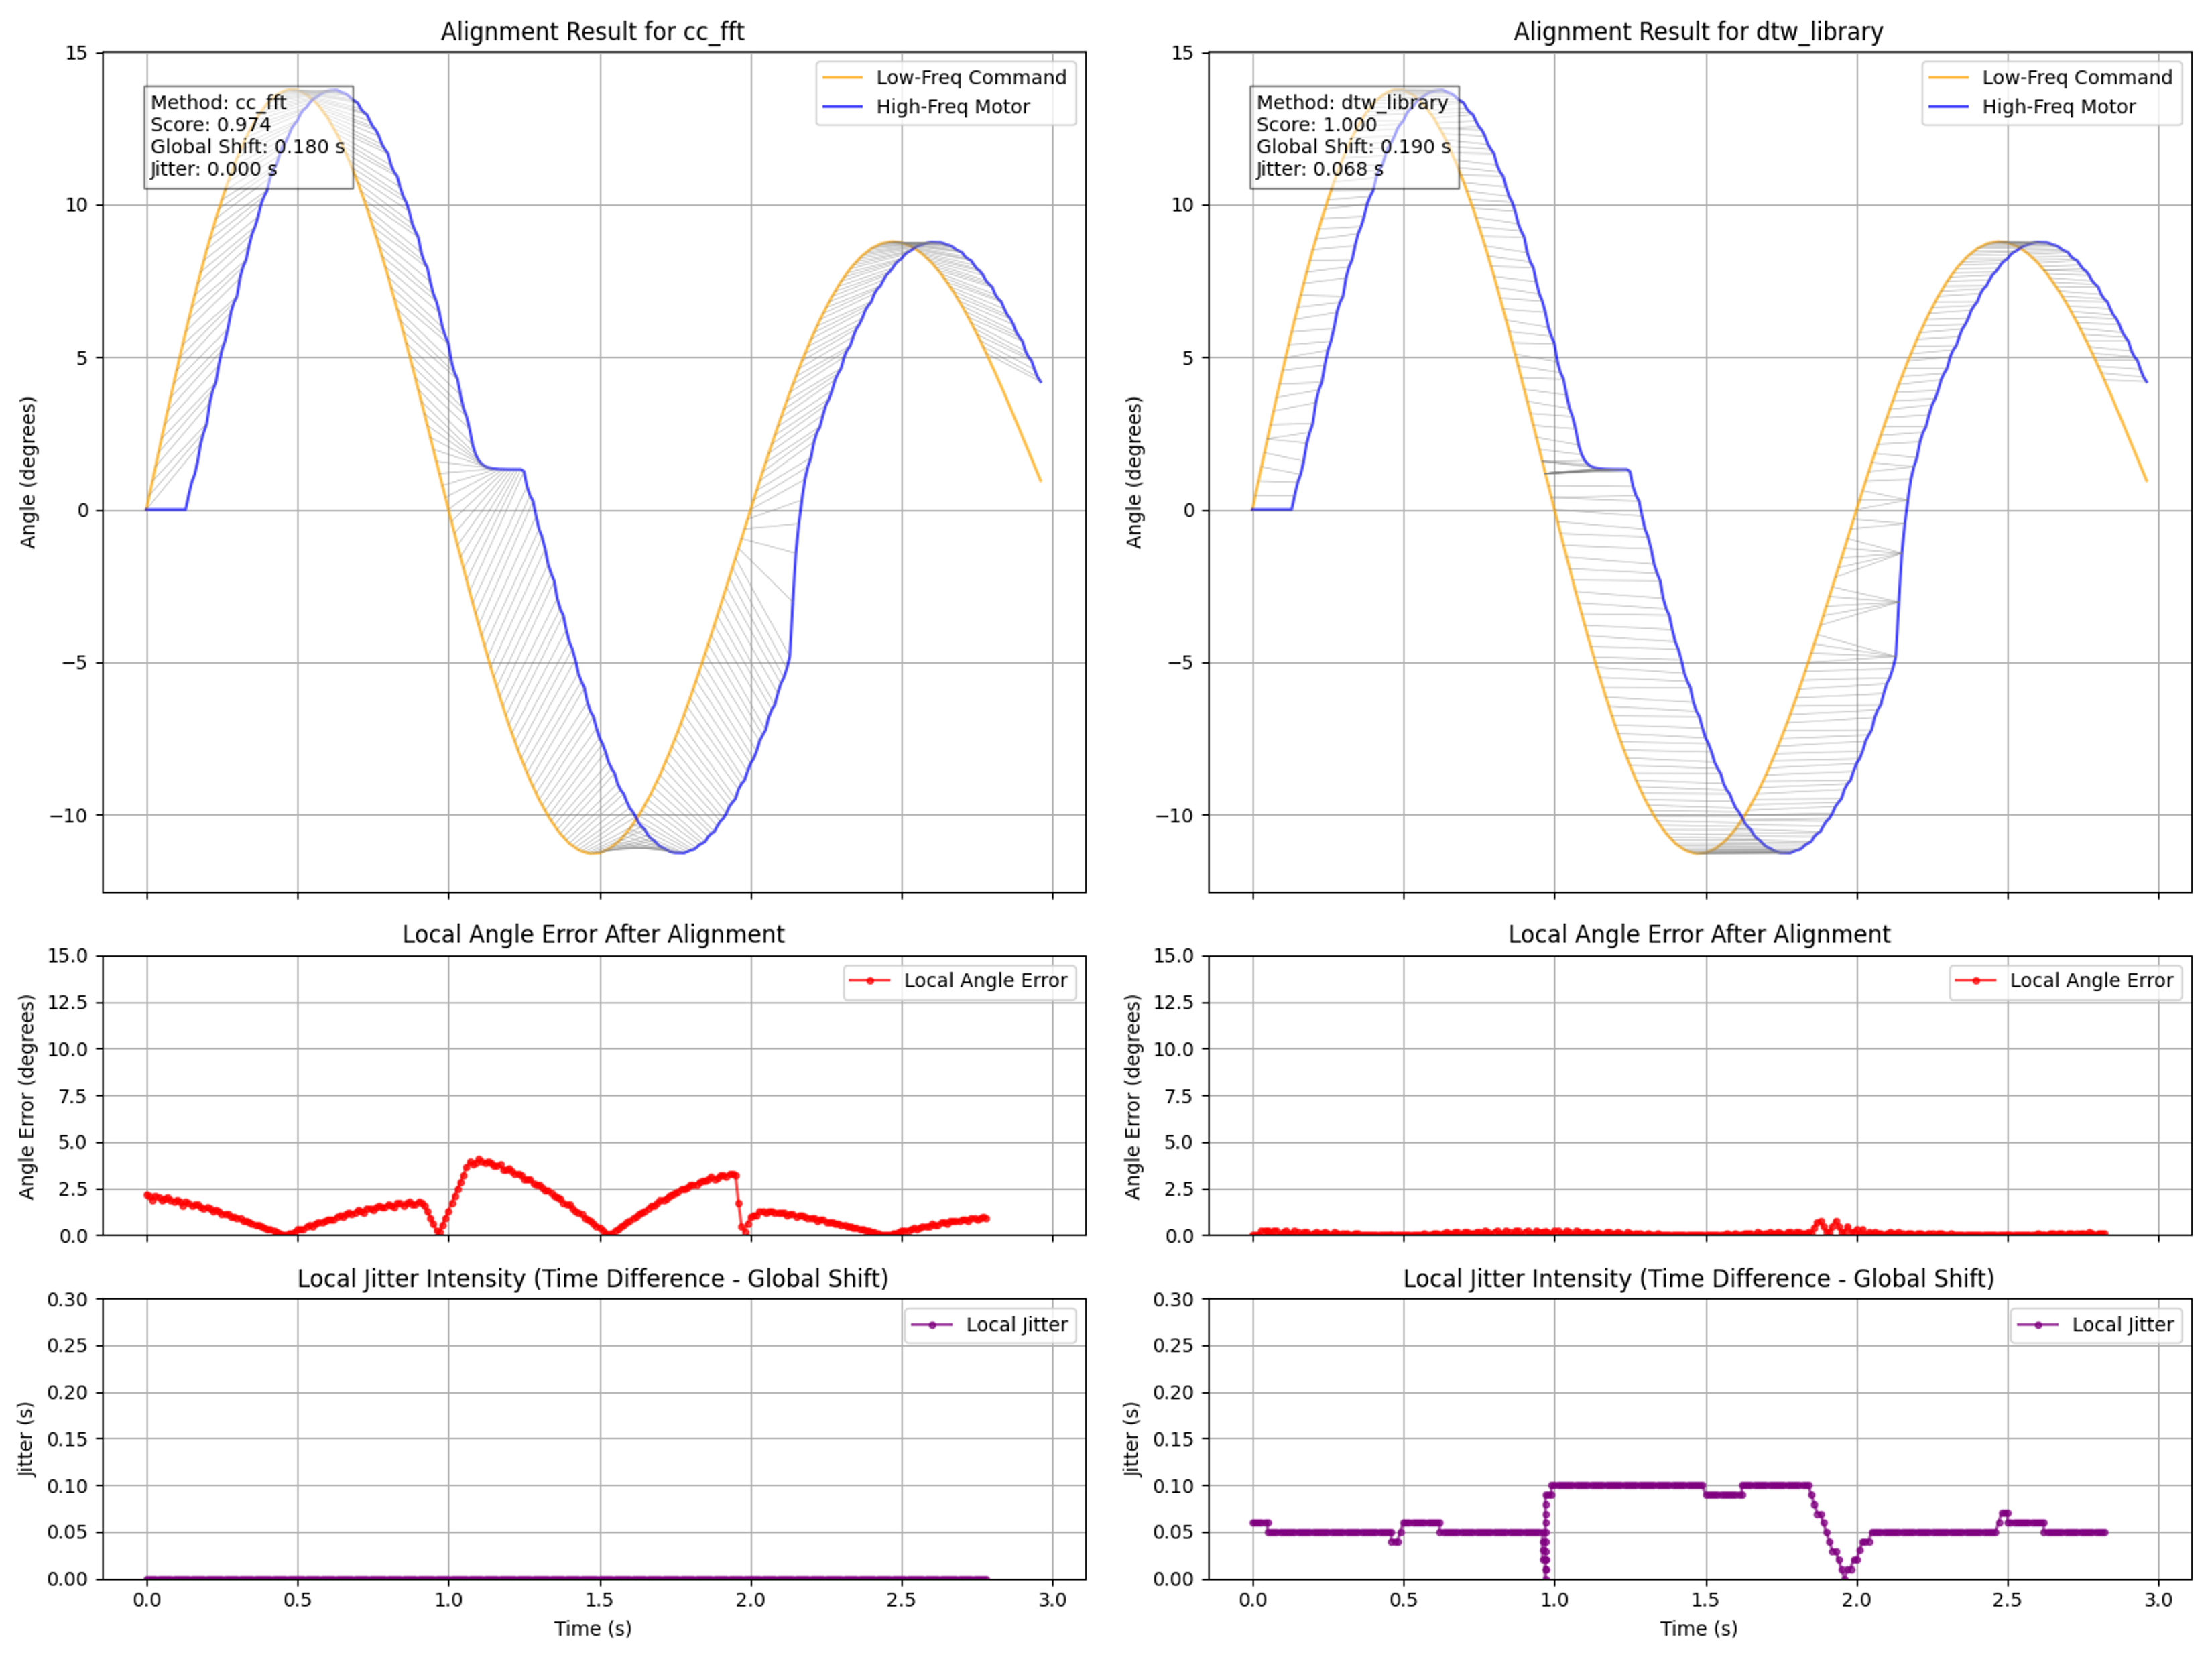 Alignment Result for cc_fft
Method: cc_fft
Score: 0.974
Global Shift: 0.180 s
Jitter: 0.000 s
Low-Freq Command
High-Freq Motor
Angle (degrees)
15
10
5
0
−5
−10
Alignment Result for dtw_library
Method: dtw_library
Score: 1.000
Global Shift: 0.190 s
Jitter: 0.068 s
Low-Freq Command
High-Freq Motor
Angle (degrees)
15
10
5
0
−5
−10
Local Angle Error After Alignment
Local Angle Error
Angle Error (degrees)
15.0
12.5
10.0
7.5
5.0
2.5
0.0
Local Angle Error After Alignment
Local Angle Error
Angle Error (degrees)
15.0
12.5
10.0
7.5
5.0
2.5
0.0
Local Jitter Intensity (Time Difference - Global Shift)
Local Jitter
Jitter (s)
0.30
0.25
0.20
0.15
0.10
0.05
0.00
0.0 0.5 1.0 1.5 2.0 2.5 3.0
Time (s)
Local Jitter Intensity (Time Difference - Global Shift)
Local Jitter
Jitter (s)
0.30
0.25
0.20
0.15
0.10
0.05
0.00
0.0 0.5 1.0 1.5 2.0 2.5 3.0
Time (s)